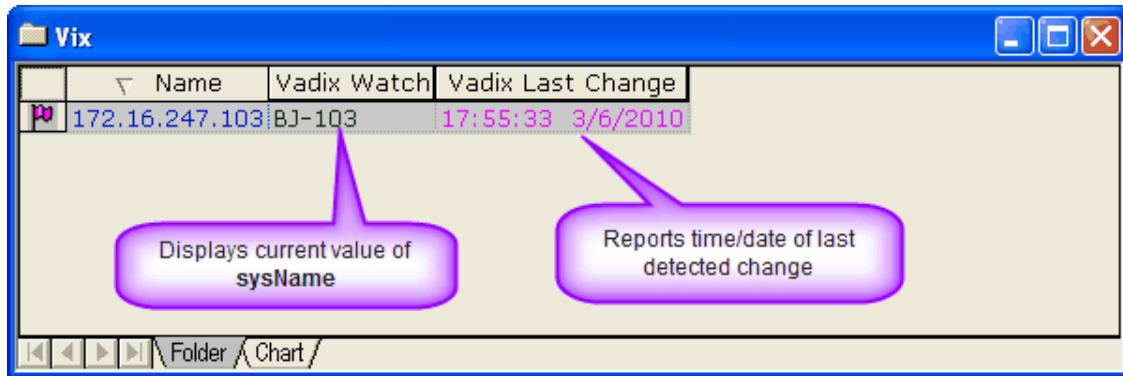 Vix
Name Vadix Watch Vadix Last Change
172.16.247.103 BJ-103 17:55:33 3/6/2010
Displays current value of
sysName
Reports time/date of last
detected change
Folder Chart